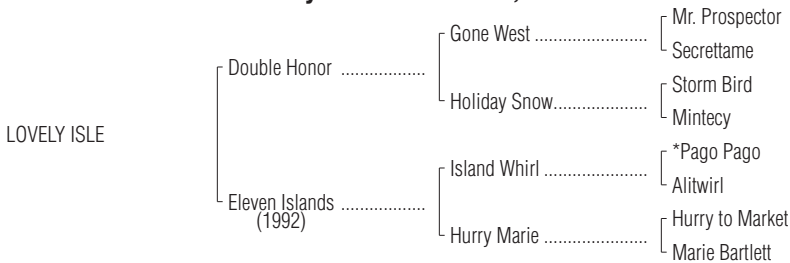 Mr. Prospector
Gone West ......................
Secrettame
Double Honor ..................
Storm Bird
Holiday Snow...................
Mintecy
LOVELY ISLE
*Pago Pago
Island Whirl .....................
Alitwirl
Eleven Islands ..................
(1992)
Hurry to Market
Hurry Marie .....................
Marie Bartlett